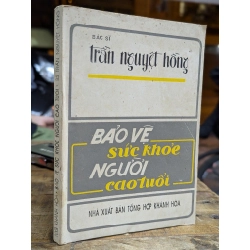 BÁC SĨ
trần nguyệt hồng
BẢO VỆ
sức khỏe
NGƯỜI
cao tuổi
NHÀ XUẤT BẢN TỔNG HỢP KHÁNH HÒA